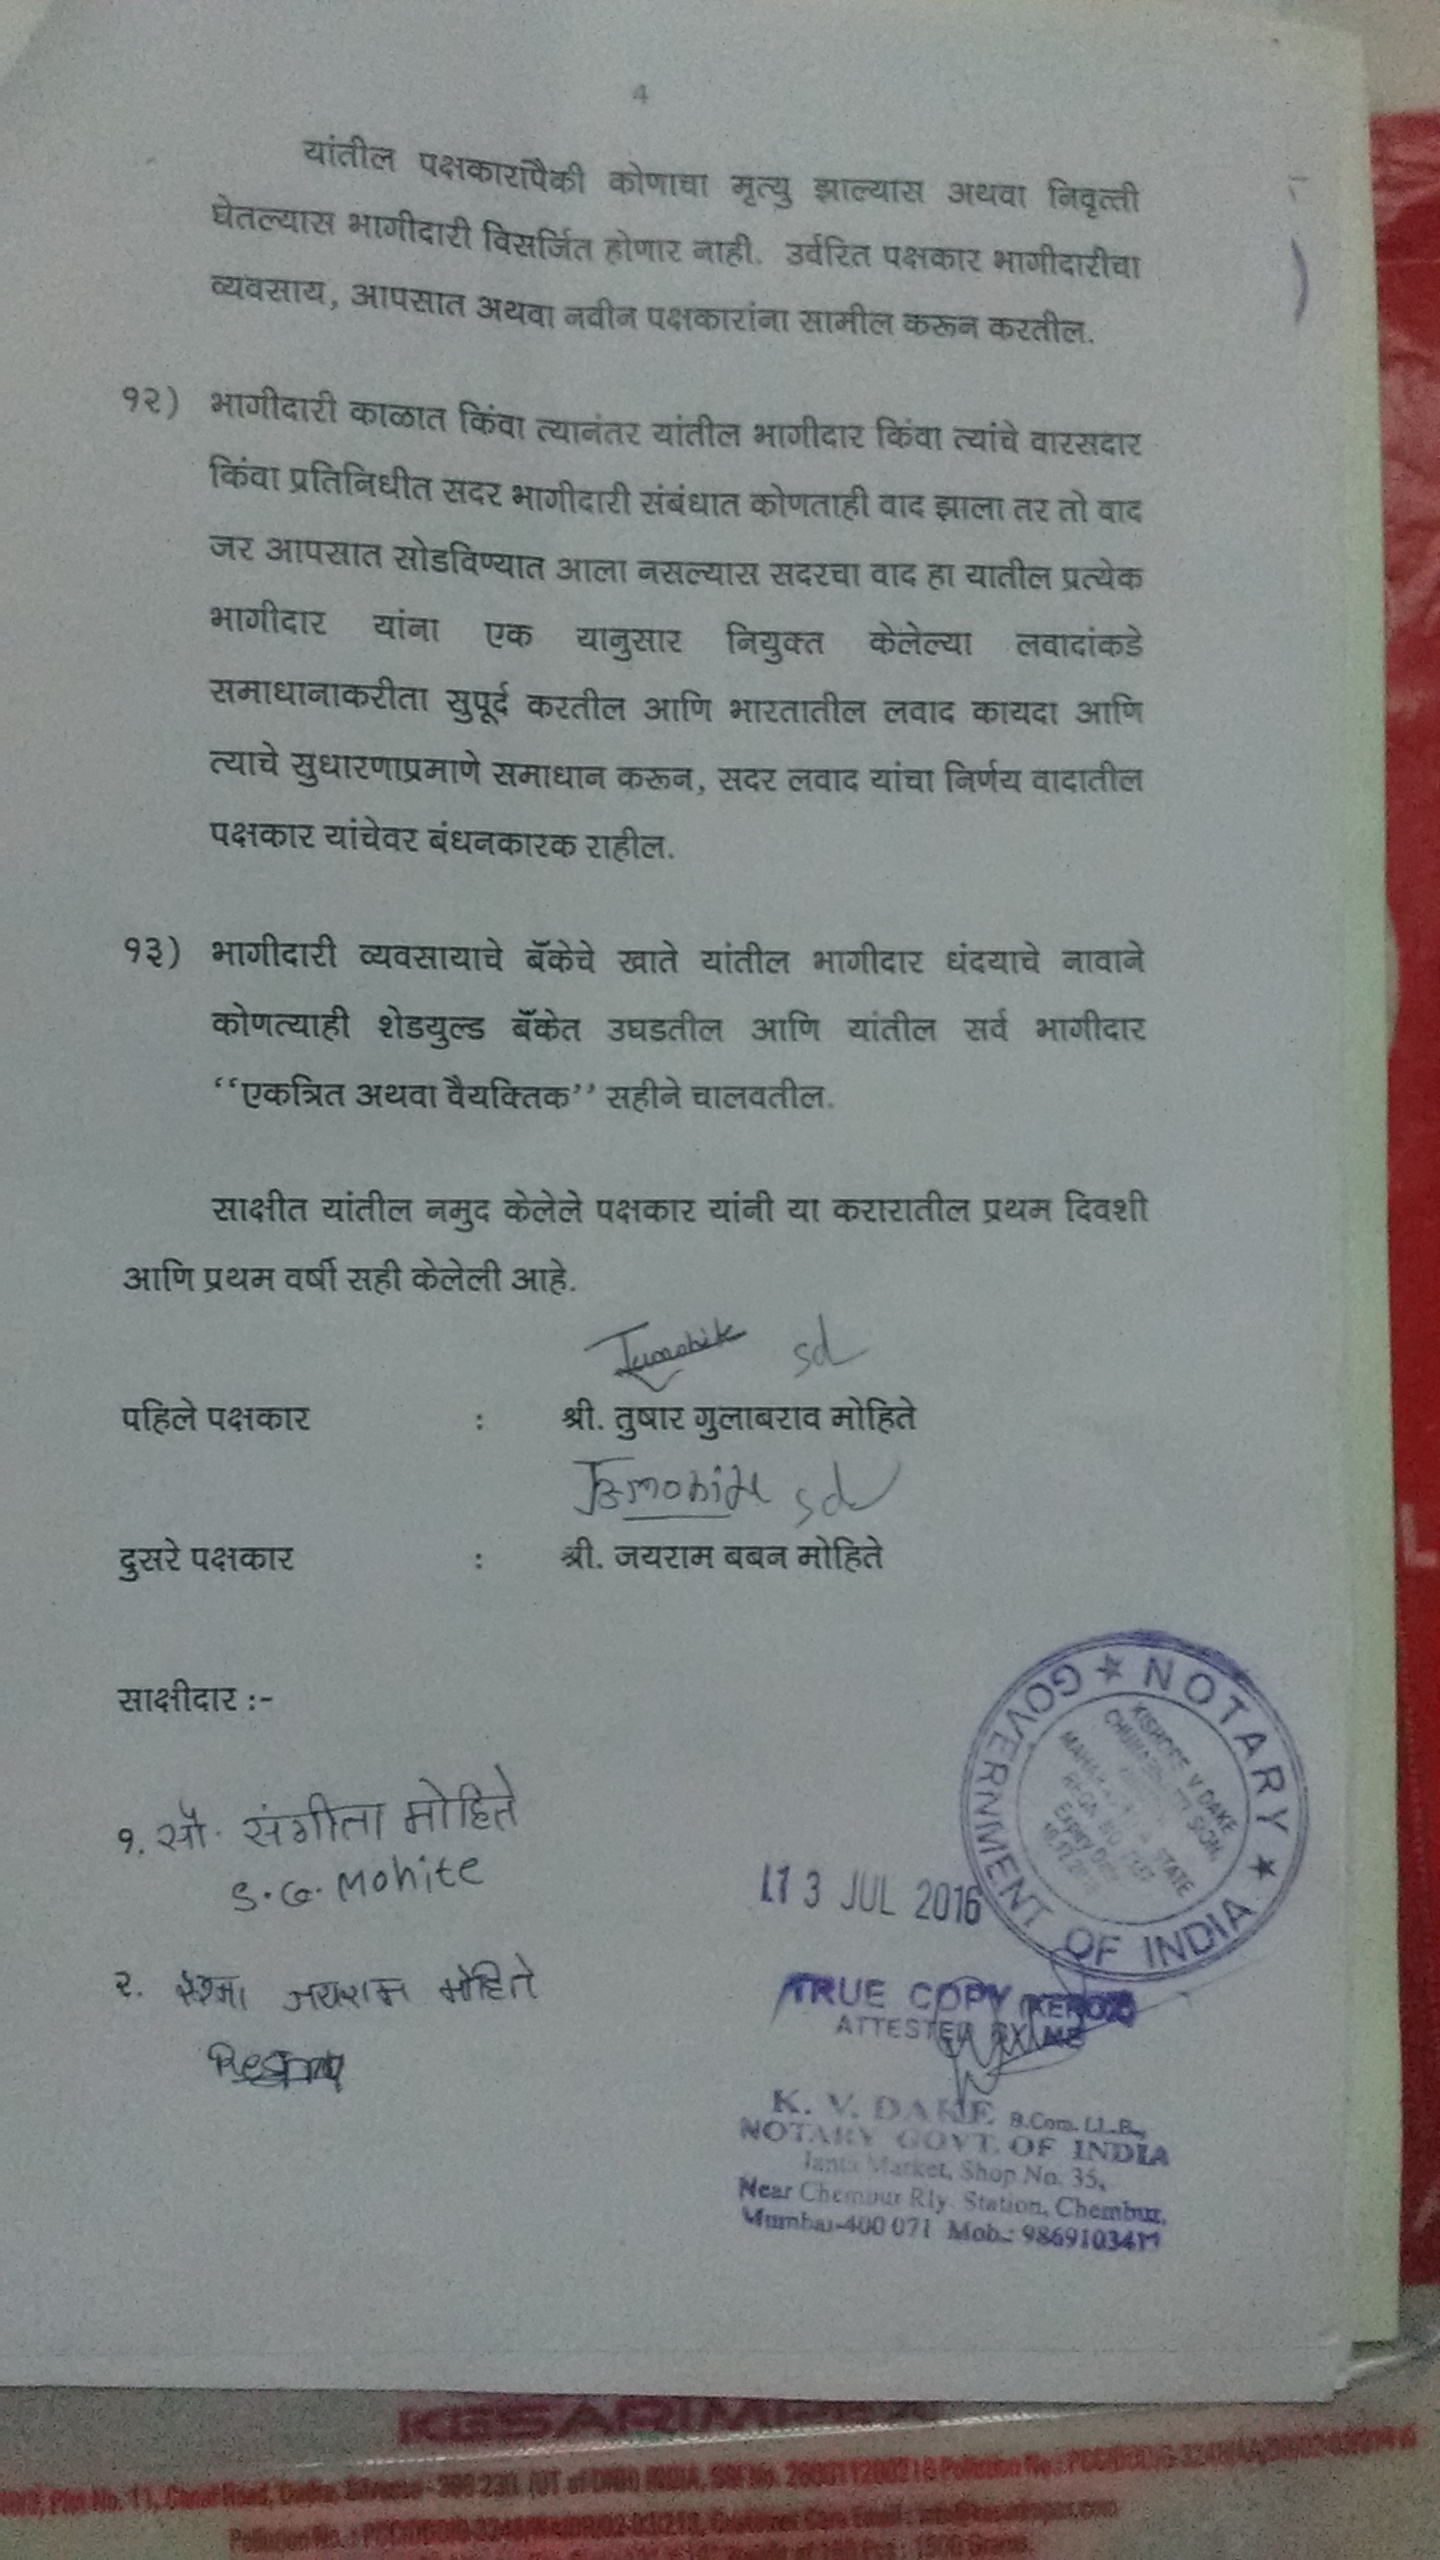 4
यांतील पक्षकारांपैकी कोणाचा मृत्यु झाल्यास अथवा निवृत्ती
घेतल्यास भागीदारी विसर्जित होणार नाही. उर्वरित पक्षकार भागीदारीचा
व्यवसाय, आपसात अथवा नवीन पक्षकारांना सामील करून करतील.
१२) भागीदारी काळात किंवा त्यानंतर यांतील भागीदार किंवा त्यांचे वारसदार
किंवा प्रतिनिधीत सदर भागीदारी संबंधात कोणताही वाद झाला तर तो वाद
जर आपसात सोडविण्यात आला नसल्यास सदरचा वाद हा यातील प्रत्येक
भागीदार यांना एक यानुसार नियुक्त केलेल्या लवादांकडे
समाधानाकरीता सुपूर्द करतील आणि भारतातील लवाद कायदा आणि
त्याचे सुधारणाप्रमाणे समाधान करून, सदर लवाद यांचा निर्णय वादातील
पक्षकार यांचेवर बंधनकारक राहील.
१३) भागीदारी व्यवसायाचे बॅंकेचे खाते यांतील भागीदार धंदयाचे नावाने
कोणत्याही शेडयुल्ड बॅंकेत उघडतील आणि यांतील सर्व भागीदार
‘‘एकत्रित अथवा वैयक्तिक’’ सहीने चालवतील.
साक्षीत यांतील नमुद केलेले पक्षकार यांनी या करारातील प्रथम दिवशी
आणि प्रथम वर्षी सही केलेली आहे.
sd
पहिले पक्षकार : श्री. तुषार गुलाबराव मोहिते
JBmohite sd
दुसरे पक्षकार : श्री. जयराम बबन मोहिते
साक्षीदार :-
१. सौ. संगीता मोहिते
S.G. Mohite
२. रेश्मा जयराम मोहिते
NOTARY ★ GOVERNMENT OF INDIA ★
KISHORE V. DAKE
STATE
13 JUL 2016
TRUE COPY (XEROX)
ATTESTED BY ME
K. V. DAKE B.Com. LL.B.,
NOTARY GOVT. OF INDIA
Janta Market, Shop No. 35,
Near Chembur Rly. Station, Chembur,
Mumbai-400 071 Mob.: